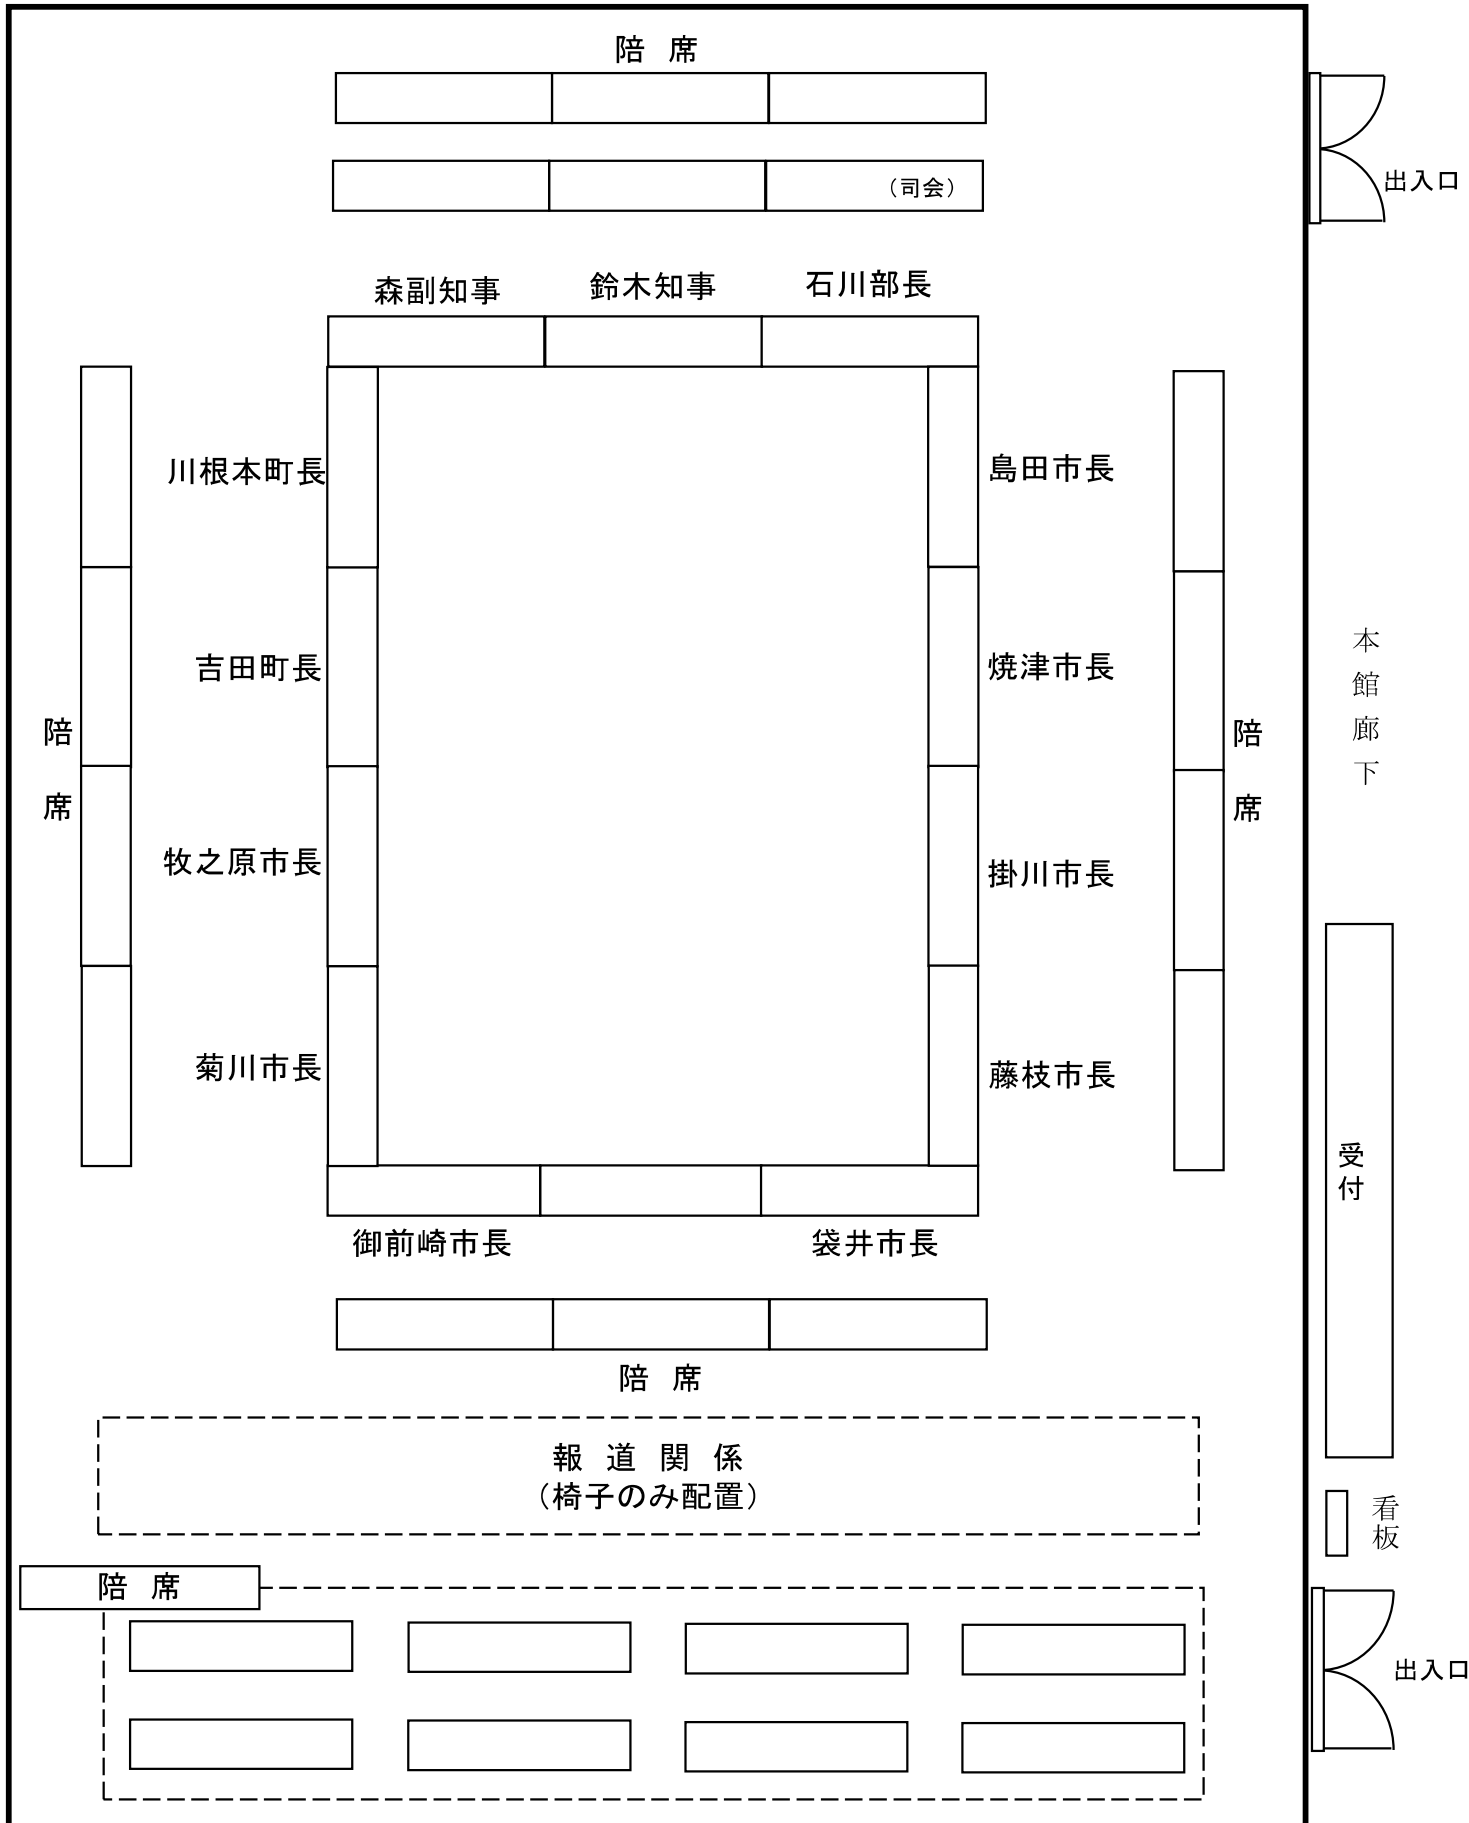 陪 席
（司会）
出入口
森副知事
鈴木知事
石川部長
川根本町長
島田市長
吉田町長
焼津市長
本館廊下
陪席
陪席
牧之原市長
掛川市長
菊川市長
藤枝市長
受付
御前崎市長
袋井市長
陪 席
報 道 関 係
（椅子のみ配置）
看板
陪 席
出入口